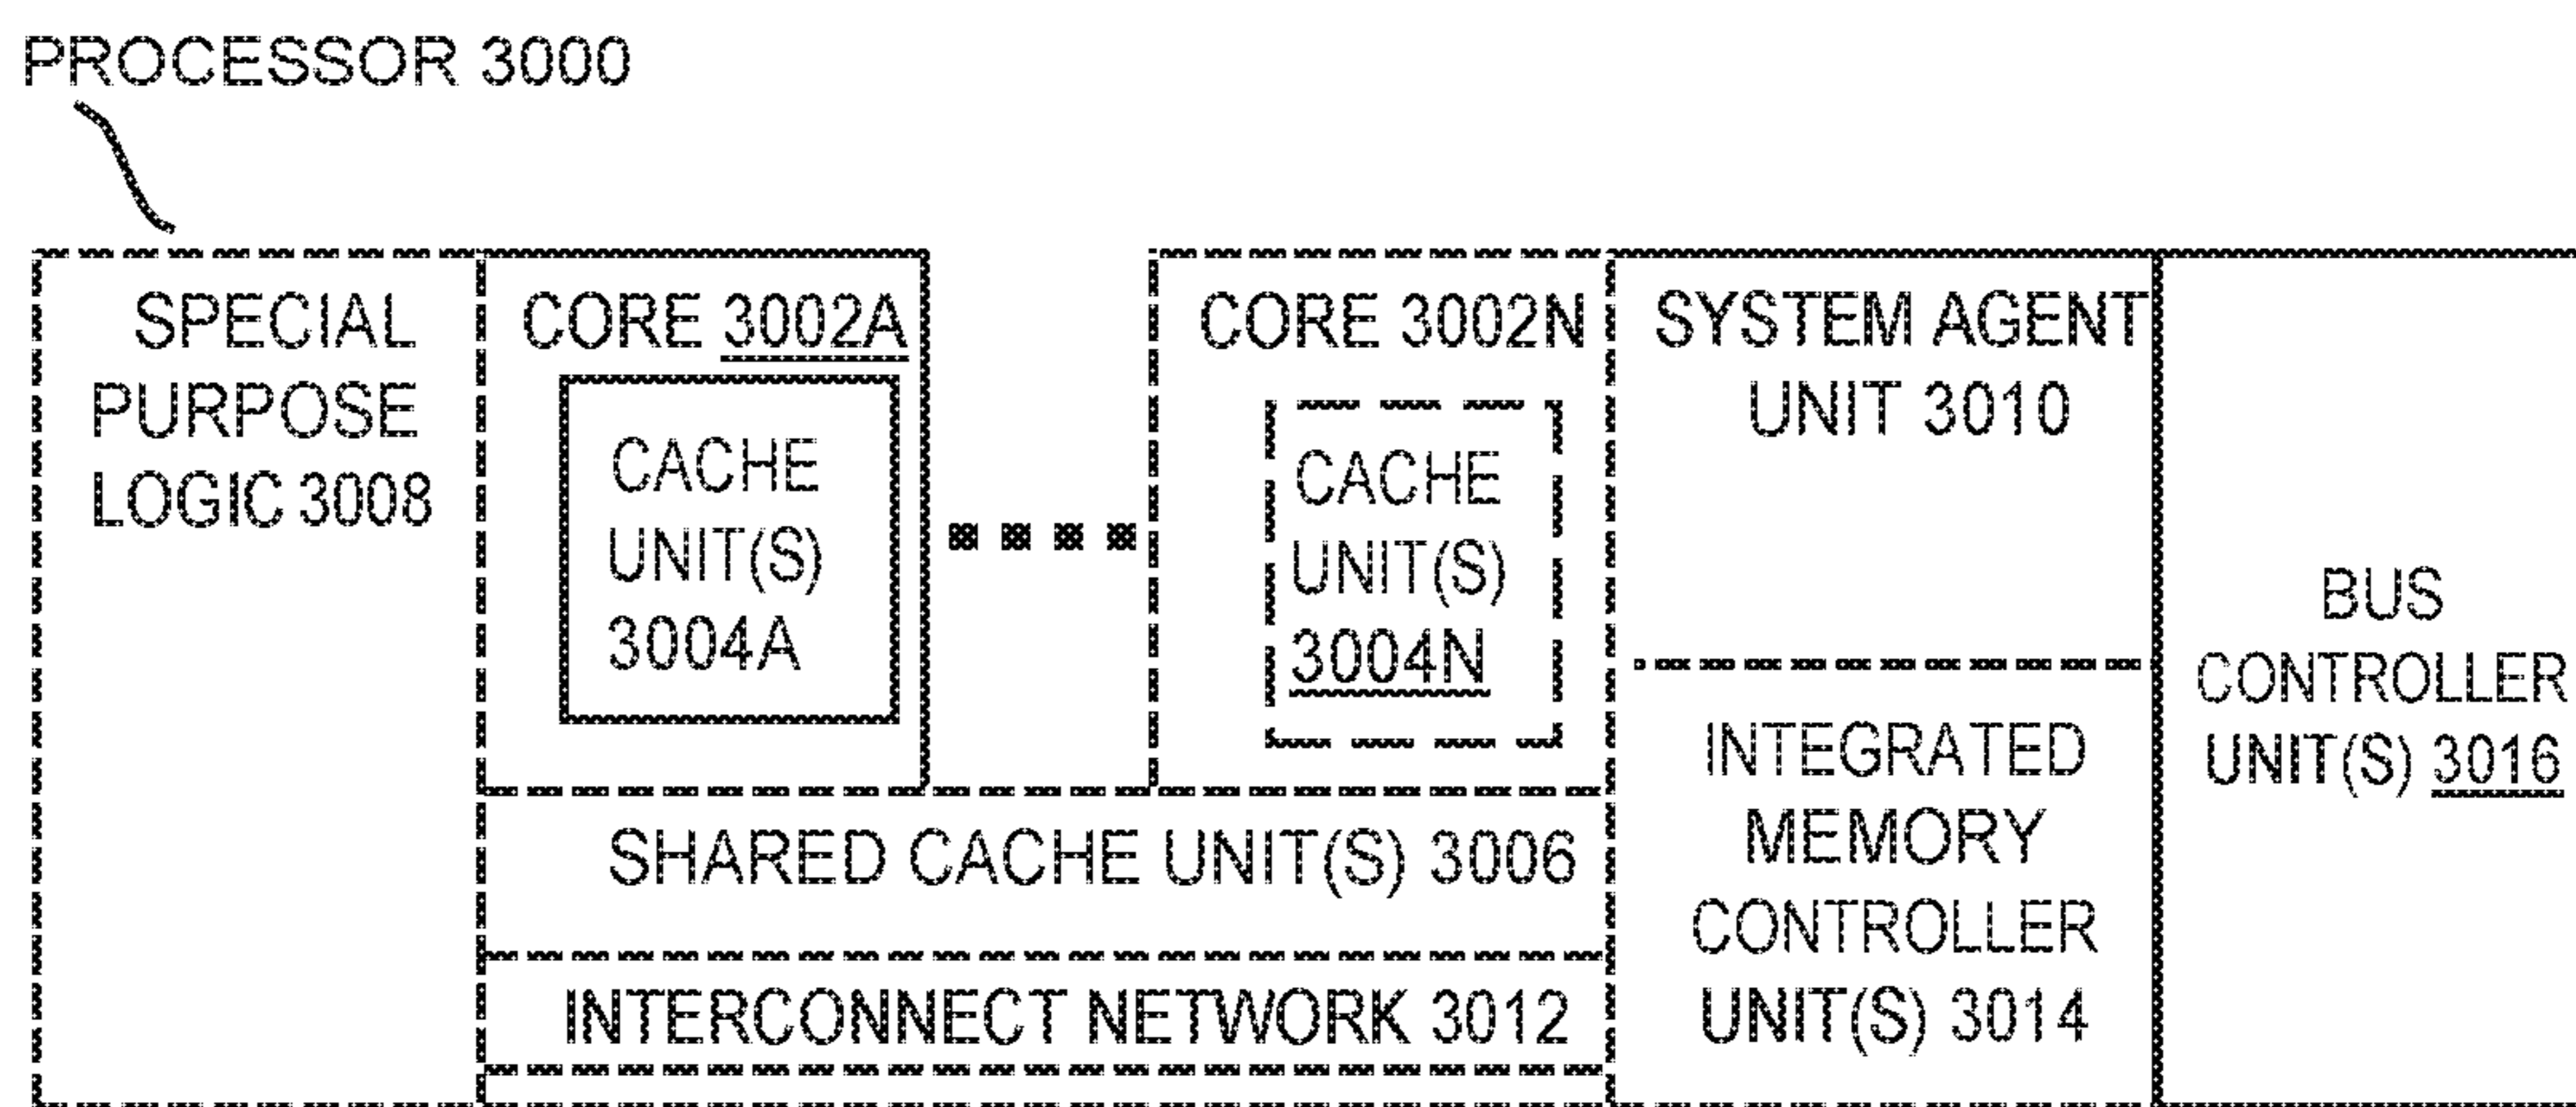 PROCESSOR 3000
SPECIAL
PURPOSE
LOGIC 3008
CORE 3002A
CACHE
UNIT(S)
3004A
CORE 3002N
CACHE
UNIT(S)
3004N
SHARED CACHE UNIT(S) 3006
INTERCONNECT NETWORK 3012
SYSTEM AGENT
UNIT 3010
INTEGRATED
MEMORY
CONTROLLER
UNIT(S) 3014
BUS
CONTROLLER
UNIT(S) 3016